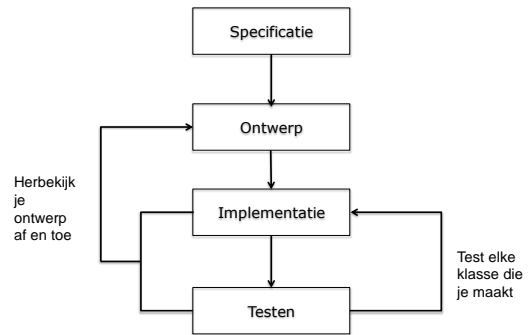 Specificatie
Ontwerp
Herbekijk
je
ontwerp
af en toe
Implementatie
Test elke
klasse die
je maakt
Testen